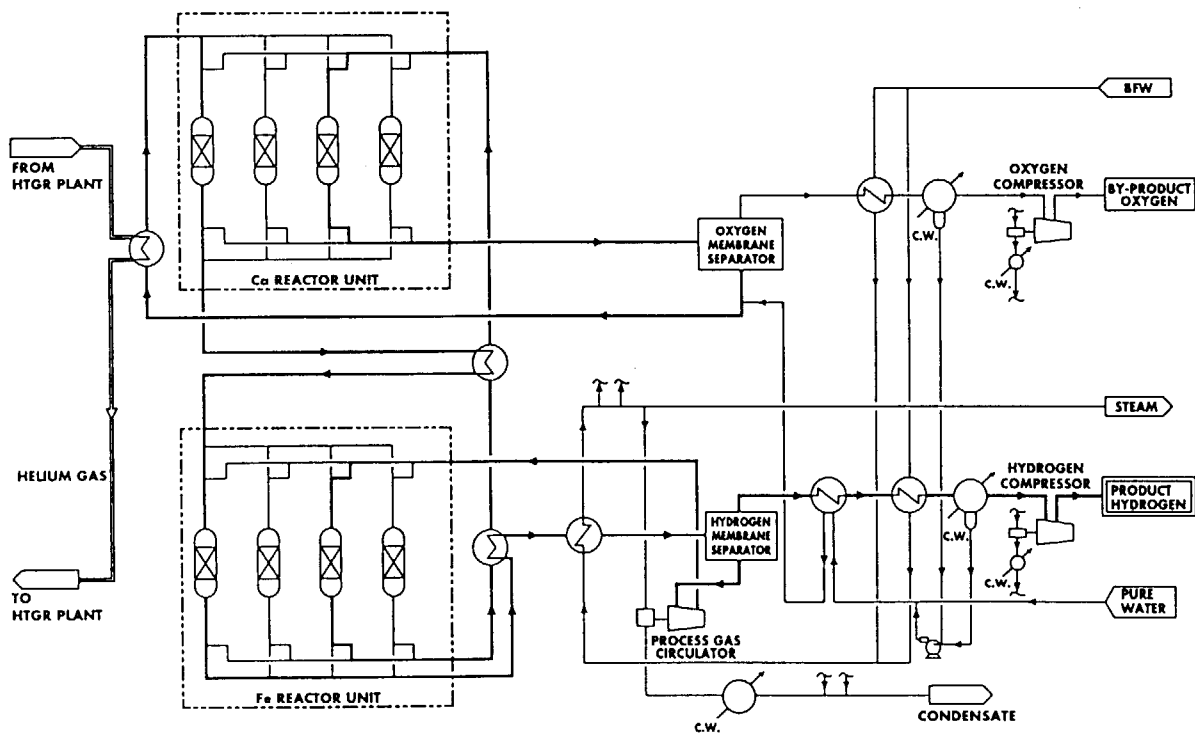 BFW
FROM
HTGR PLANT
OXYGEN
COMPRESSOR
BY-PRODUCT
OXYGEN
OXYGEN
MEMBRANE
SEPARATOR
C.W.
C.W.
Ca REACTOR UNIT
STEAM
HELIUM GAS
HYDROGEN
COMPRESSOR
PRODUCT
HYDROGEN
HYDROGEN
MEMBRANE
SEPARATOR
C.W.
C.W.
TO
HTGR PLANT
PURE
WATER
PROCESS GAS
CIRCULATOR
Fe REACTOR UNIT
C.W.
CONDENSATE